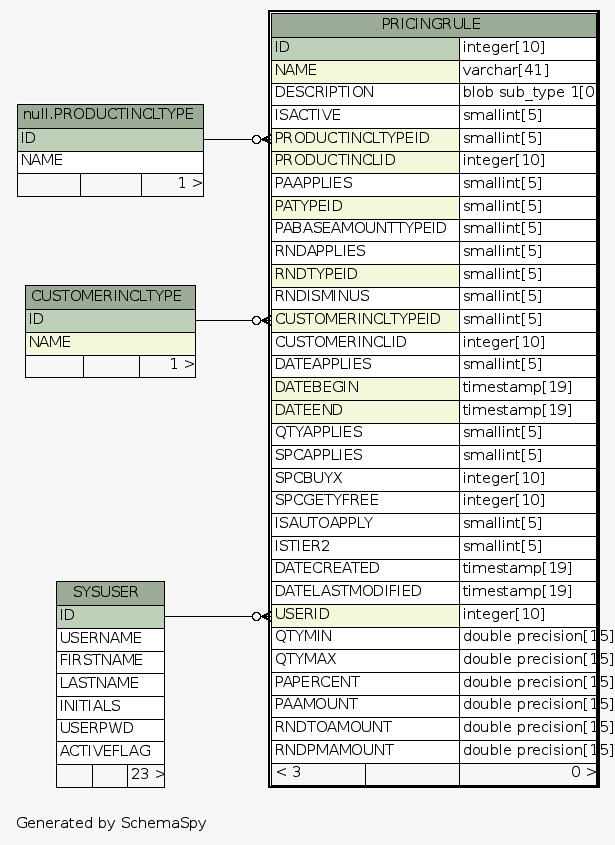 PRICINGRULE
ID integer[10]
NAME varchar[41]
DESCRIPTION blob sub_type 1[0
ISACTIVE smallint[5]
PRODUCTINCLTYPEID smallint[5]
PRODUCTINCLID integer[10]
PAAPPLIES smallint[5]
PATYPEID smallint[5]
PABASEAMOUNTTYPEID smallint[5]
RNDAPPLIES smallint[5]
RNDTYPEID smallint[5]
RNDISMINUS smallint[5]
CUSTOMERINCLTYPEID smallint[5]
CUSTOMERINCLID integer[10]
DATEAPPLIES smallint[5]
DATEBEGIN timestamp[19]
DATEEND timestamp[19]
QTYAPPLIES smallint[5]
SPCAPPLIES smallint[5]
SPCBUYX integer[10]
SPCGETYFREE integer[10]
ISAUTOAPPLY smallint[5]
ISTIER2 smallint[5]
DATECREATED timestamp[19]
DATELASTMODIFIED timestamp[19]
USERID integer[10]
QTYMIN double precision[15]
QTYMAX double precision[15]
PAPERCENT double precision[15]
PAAMOUNT double precision[15]
RNDTOAMOUNT double precision[15]
RNDPMAMOUNT double precision[15]
< 3 0 >
null.PRODUCTINCLTYPE
ID
NAME
1 >
CUSTOMERINCLTYPE
ID
NAME
1 >
SYSUSER
ID
USERNAME
FIRSTNAME
LASTNAME
INITIALS
USERPWD
ACTIVEFLAG
23 >
Generated by SchemaSpy